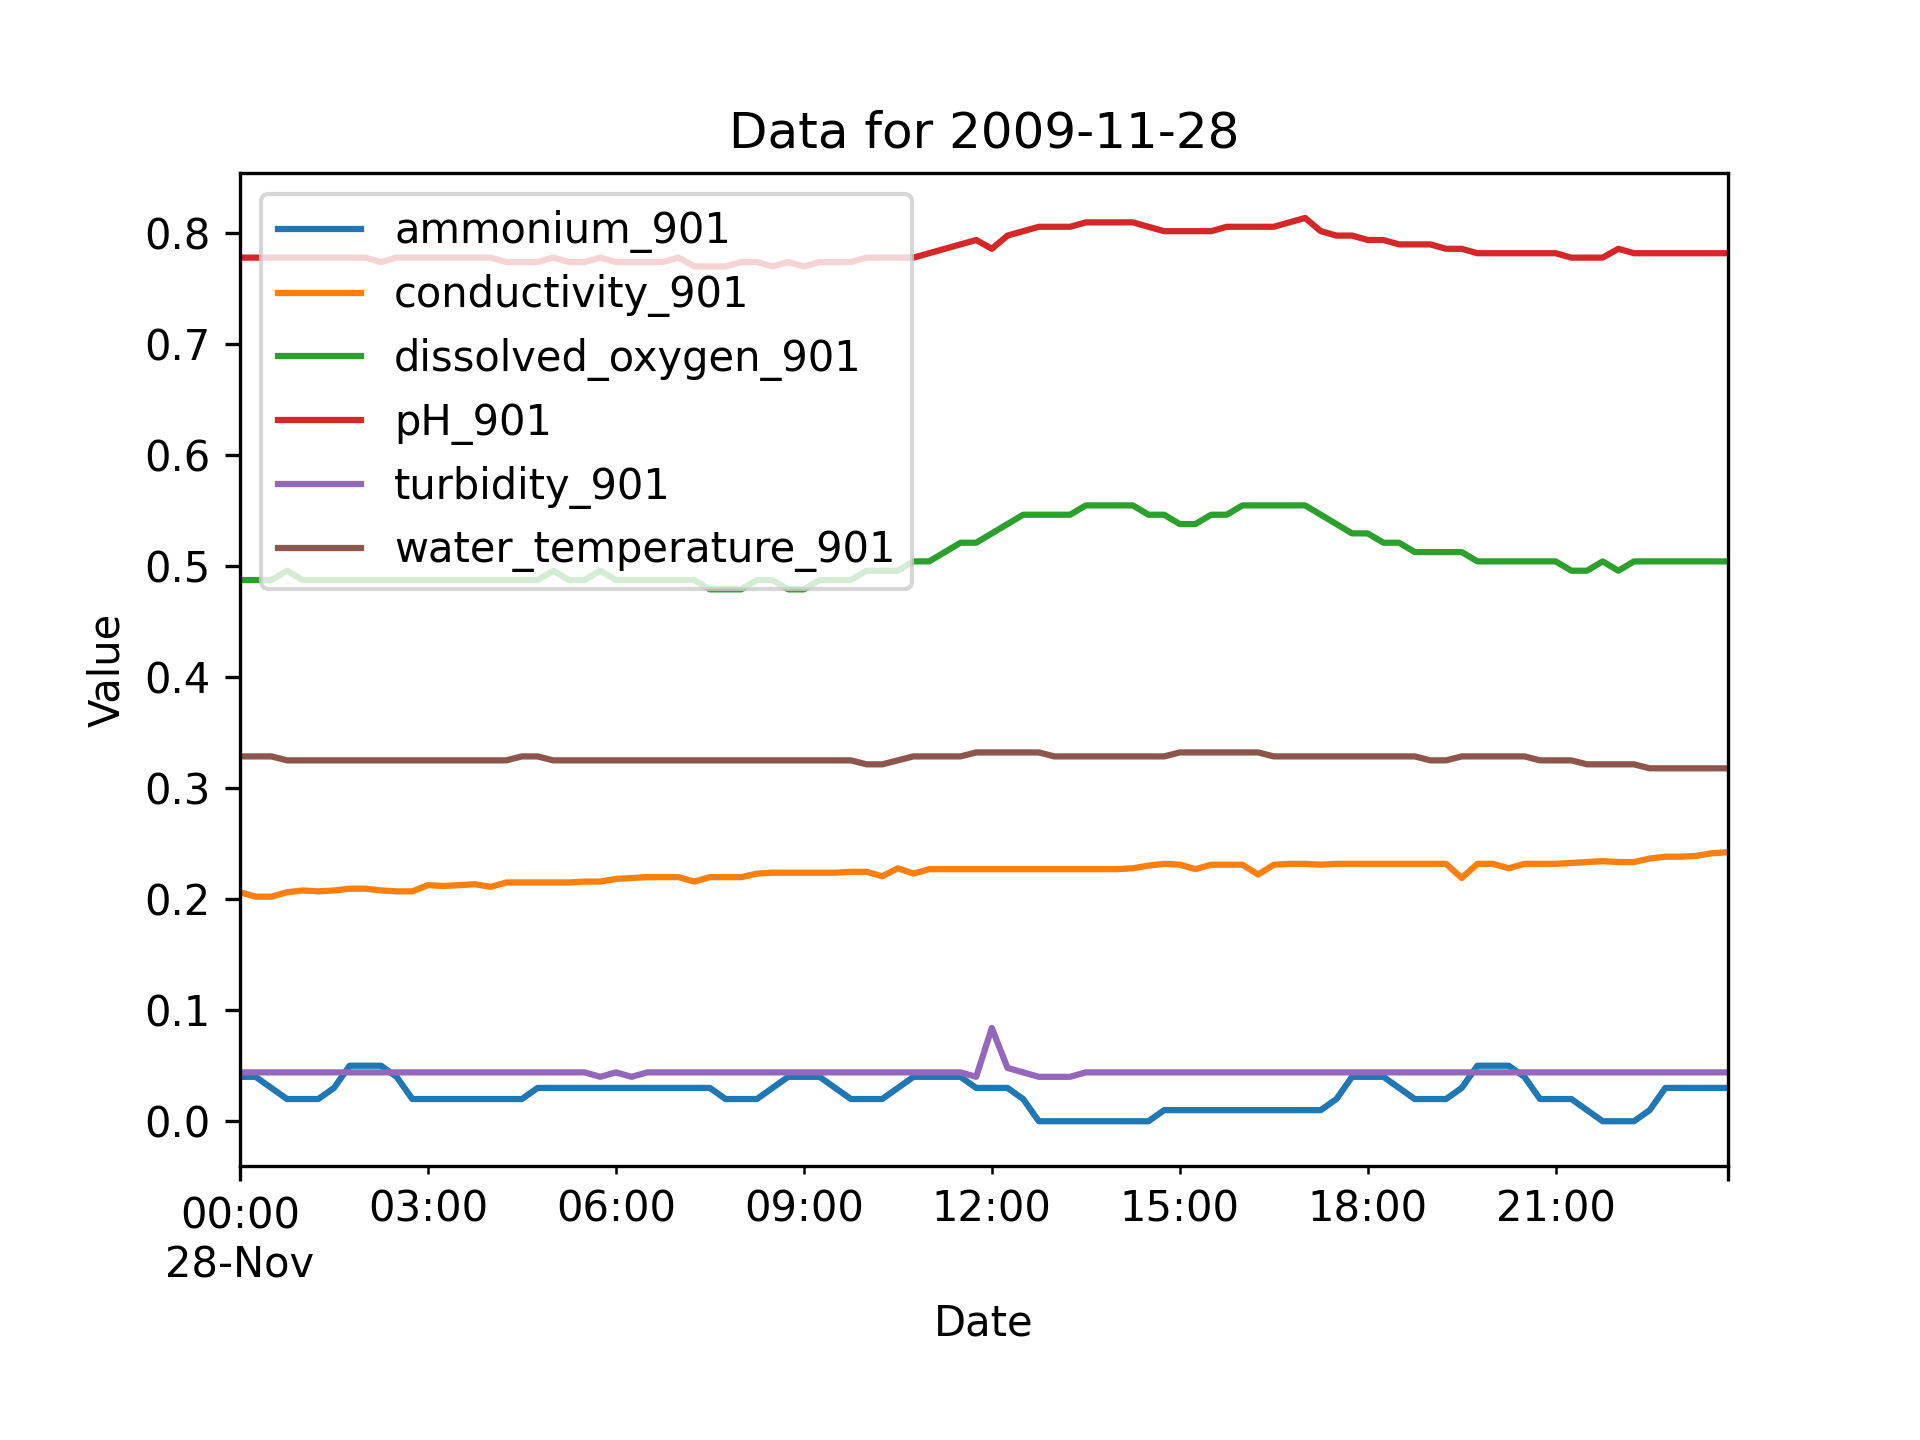 Data for 2009-11-28
ammonium_901
conductivity_901
dissolved_oxygen_901
pH_901
turbidity_901
water_temperature_901
0.8
0.7
0.6
0.5
0.4
0.3
0.2
0.1
0.0
Value
00:00 03:00 06:00 09:00 12:00 15:00 18:00 21:00
28-Nov
Date